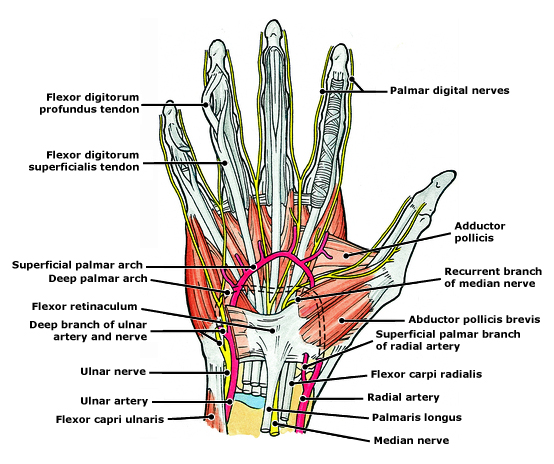 Flexor digitorum
profundus tendon
Flexor digitorum
superficialis tendon
Superficial palmar arch
Deep palmar arch
Flexor retinaculum
Deep branch of ulnar
artery and nerve
Ulnar nerve
Ulnar artery
Flexor capri ulnaris
Palmar digital nerves
Adductor
pollicis
Recurrent branch
of median nerve
Abductor pollicis brevis
Superficial palmar branch
of radial artery
Flexor carpi radialis
Radial artery
Palmaris longus
Median nerve